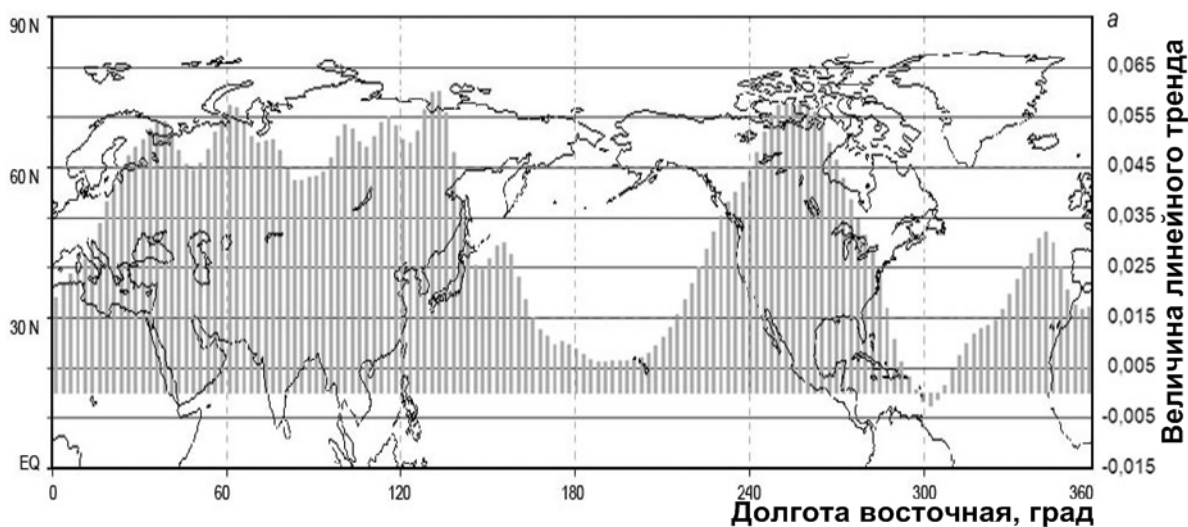 90 N
60 N
30 N
EQ
0
60
120
180
240
300
360
Долгота восточная, град
а
0,065
0,055
0,045
0,035
0,025
0,015
0,005
-0,005
-0,015
Величина линейного тренда